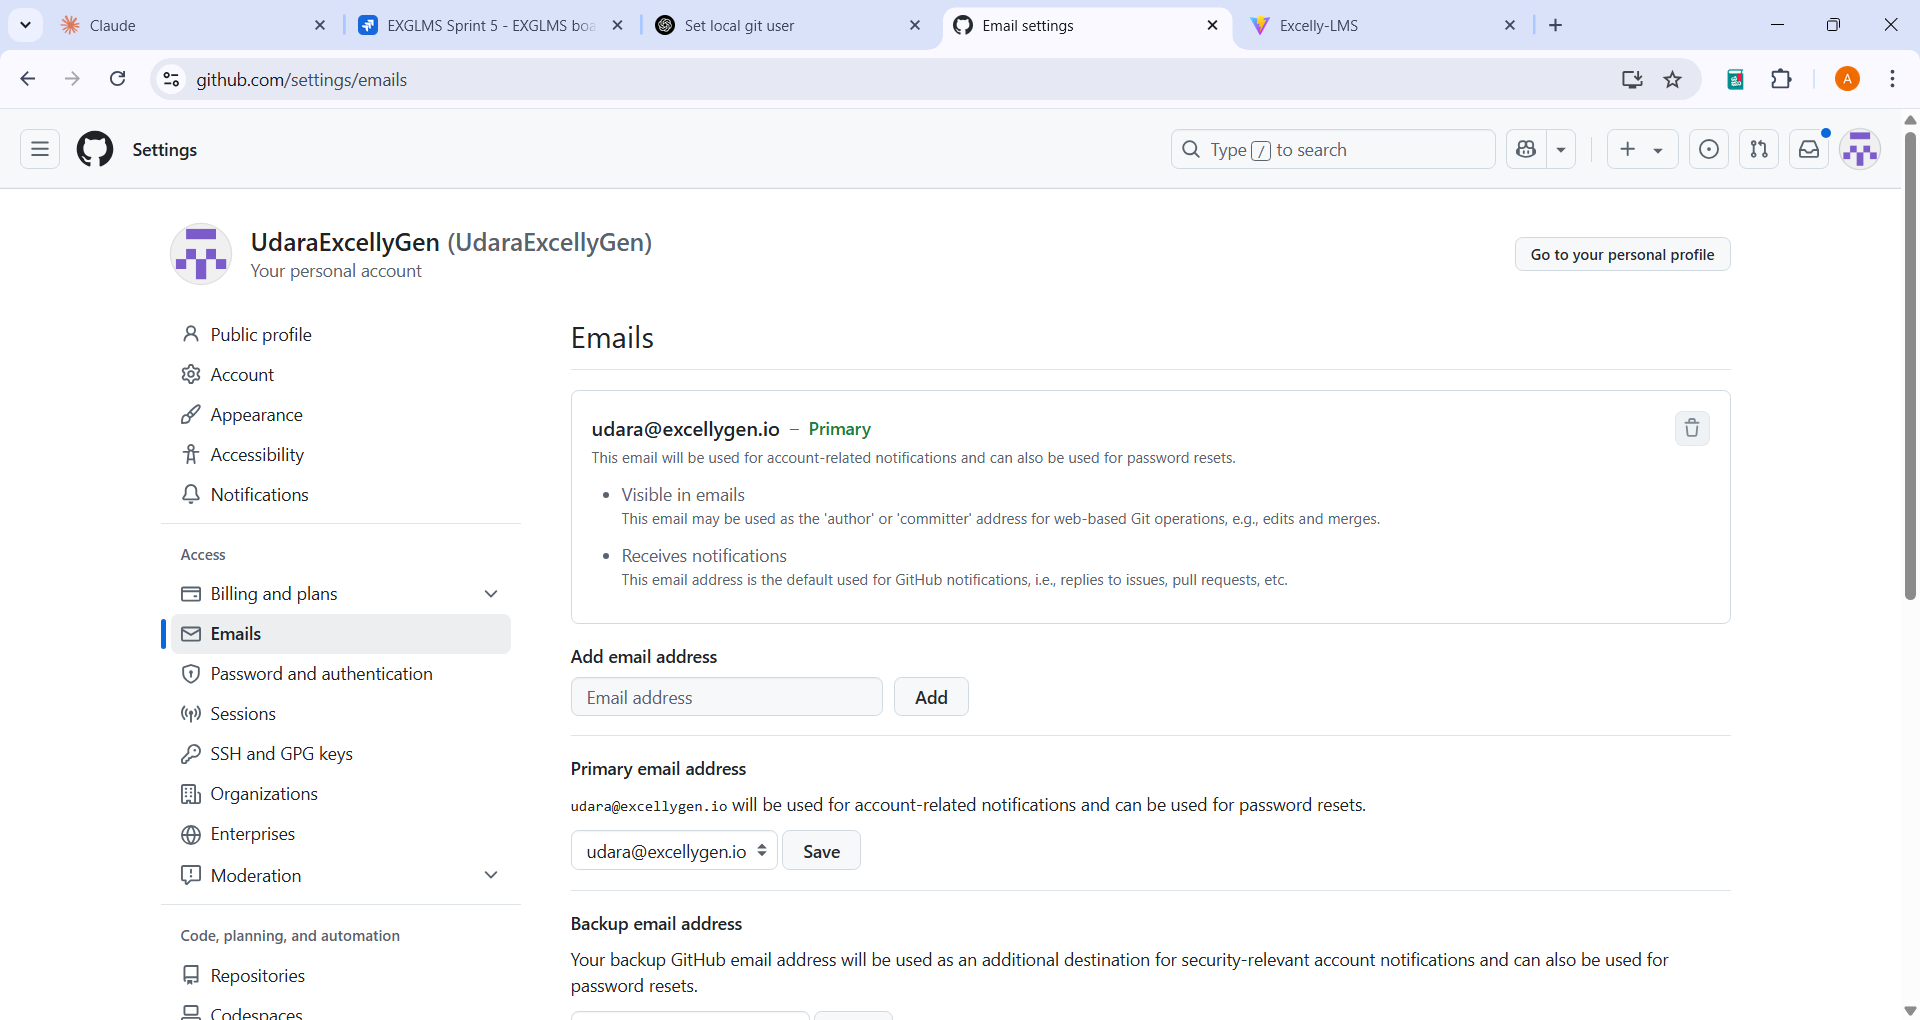 Claude
EXGLMS Sprint 5 - EXGLMS boa
Set local git user
Email settings
Excelly-LMS
github.com/settings/emails
A
Settings
Type / to search
UdaraExcellyGen (UdaraExcellyGen)
Your personal account
Go to your personal profile
Public profile
Account
Appearance
Accessibility
Notifications
Access
Billing and plans
Emails
Password and authentication
Sessions
SSH and GPG keys
Organizations
Enterprises
Moderation
Code, planning, and automation
Repositories
Codespaces
Emails
udara@excellygen.io – Primary
This email will be used for account-related notifications and can also be used for password resets.
• Visible in emails
This email may be used as the 'author' or 'committer' address for web-based Git operations, e.g., edits and merges.
• Receives notifications
This email address is the default used for GitHub notifications, i.e., replies to issues, pull requests, etc.
Add email address
Email address
Add
Primary email address
udara@excellygen.io will be used for account-related notifications and can be used for password resets.
udara@excellygen.io
Save
Backup email address
Your backup GitHub email address will be used as an additional destination for security-relevant account notifications and can also be used for
password resets.